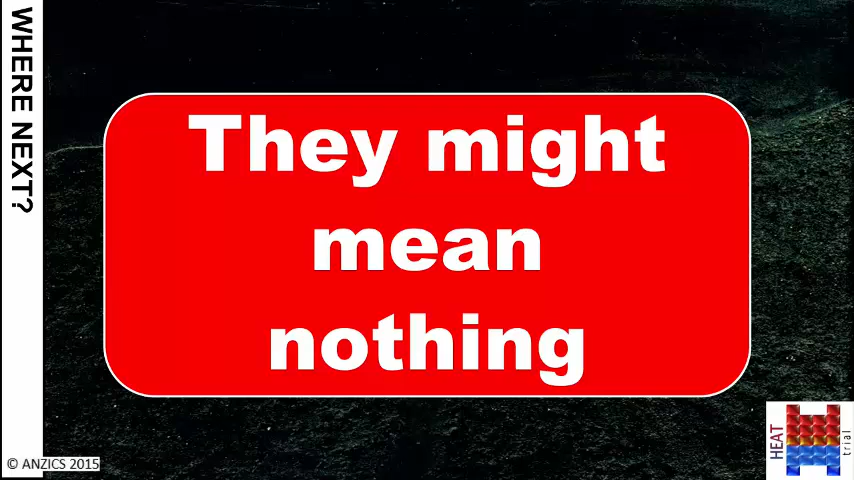 WHERE NEXT?
They might
mean
nothing
© ANZICS 2015
HEAT
trial